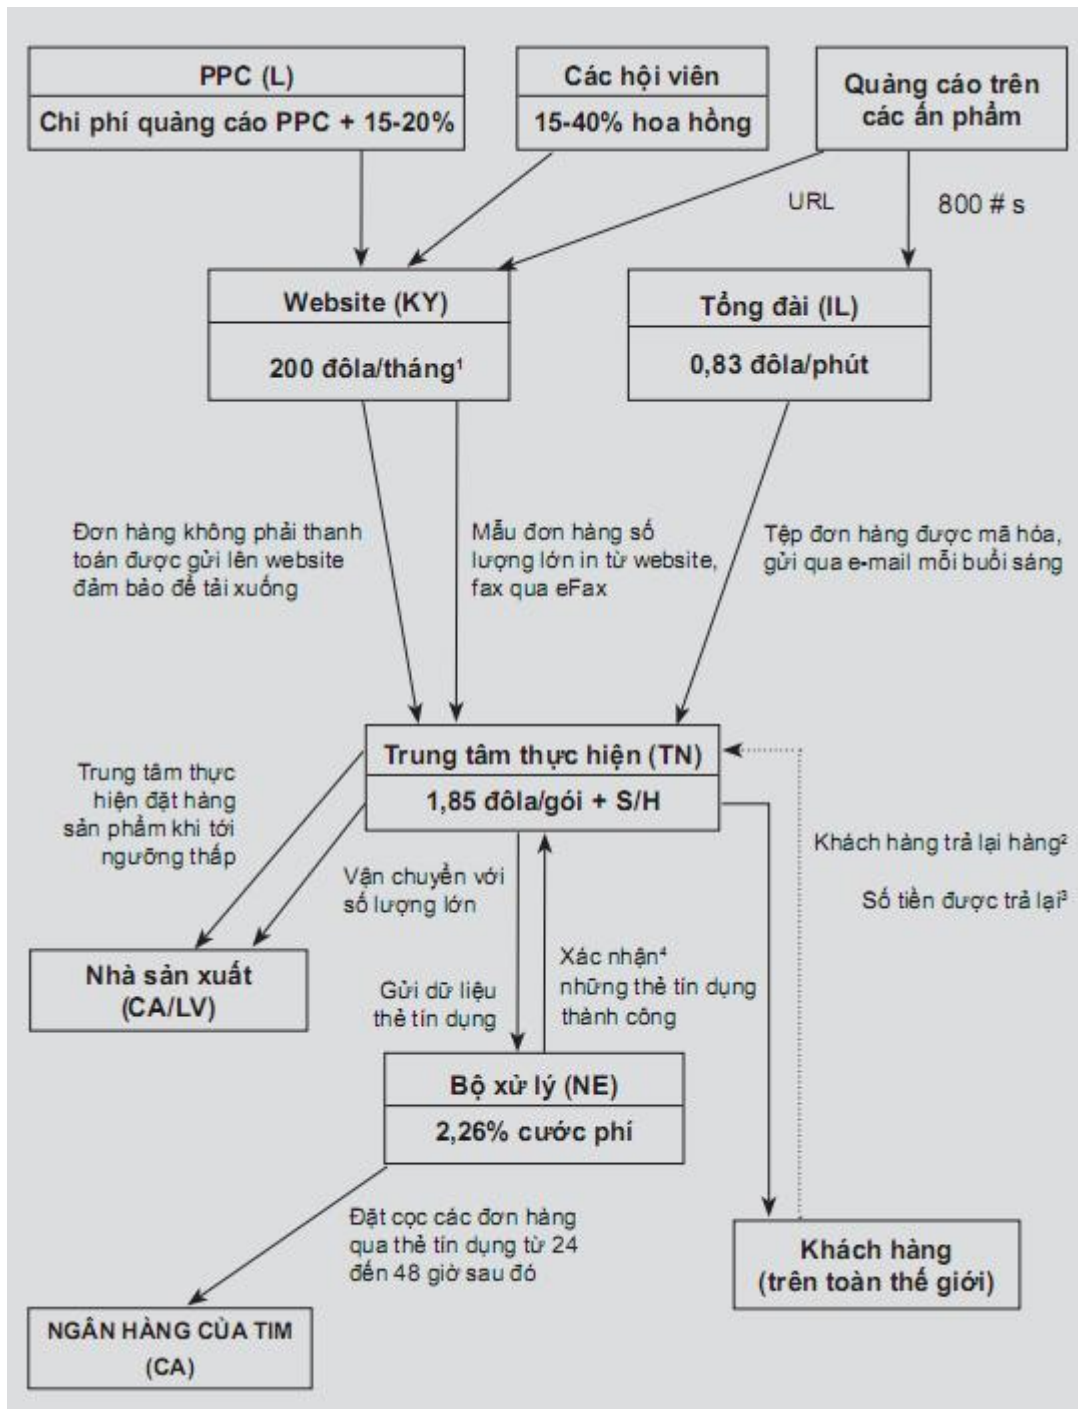 PPC (L)
Chi phí quảng cáo PPC + 15-20%
Các hội viên
15-40% hoa hồng
Quảng cáo trên
các ấn phẩm
URL
800 # s
Website (KY)
200 đôla/tháng¹
Tổng đài (IL)
0,83 đôla/phút
Đơn hàng không phải thanh
toán được gửi lên website
đảm bảo để tải xuống
Mẫu đơn hàng số
lượng lớn in từ website,
fax qua eFax
Tệp đơn hàng được mã hóa,
gửi qua e-mail mỗi buổi sáng
Trung tâm thực hiện (TN)
1,85 đôla/gói + S/H
Trung tâm thực
hiện đặt hàng
sản phẩm khi tới
ngưỡng thấp
Vận chuyển với
số lượng lớn
Khách hàng trả lại hàng²
Số tiền được trả lại³
Nhà sản xuất
(CA/LV)
Gửi dữ liệu
thẻ tín dụng
Xác nhận⁴
những thẻ tín dụng
thành công
Bộ xử lý (NE)
2,26% cước phí
Đặt cọc các đơn hàng
qua thẻ tín dụng từ 24
đến 48 giờ sau đó
Khách hàng
(trên toàn thế giới)
NGÂN HÀNG CỦA TIM
(CA)